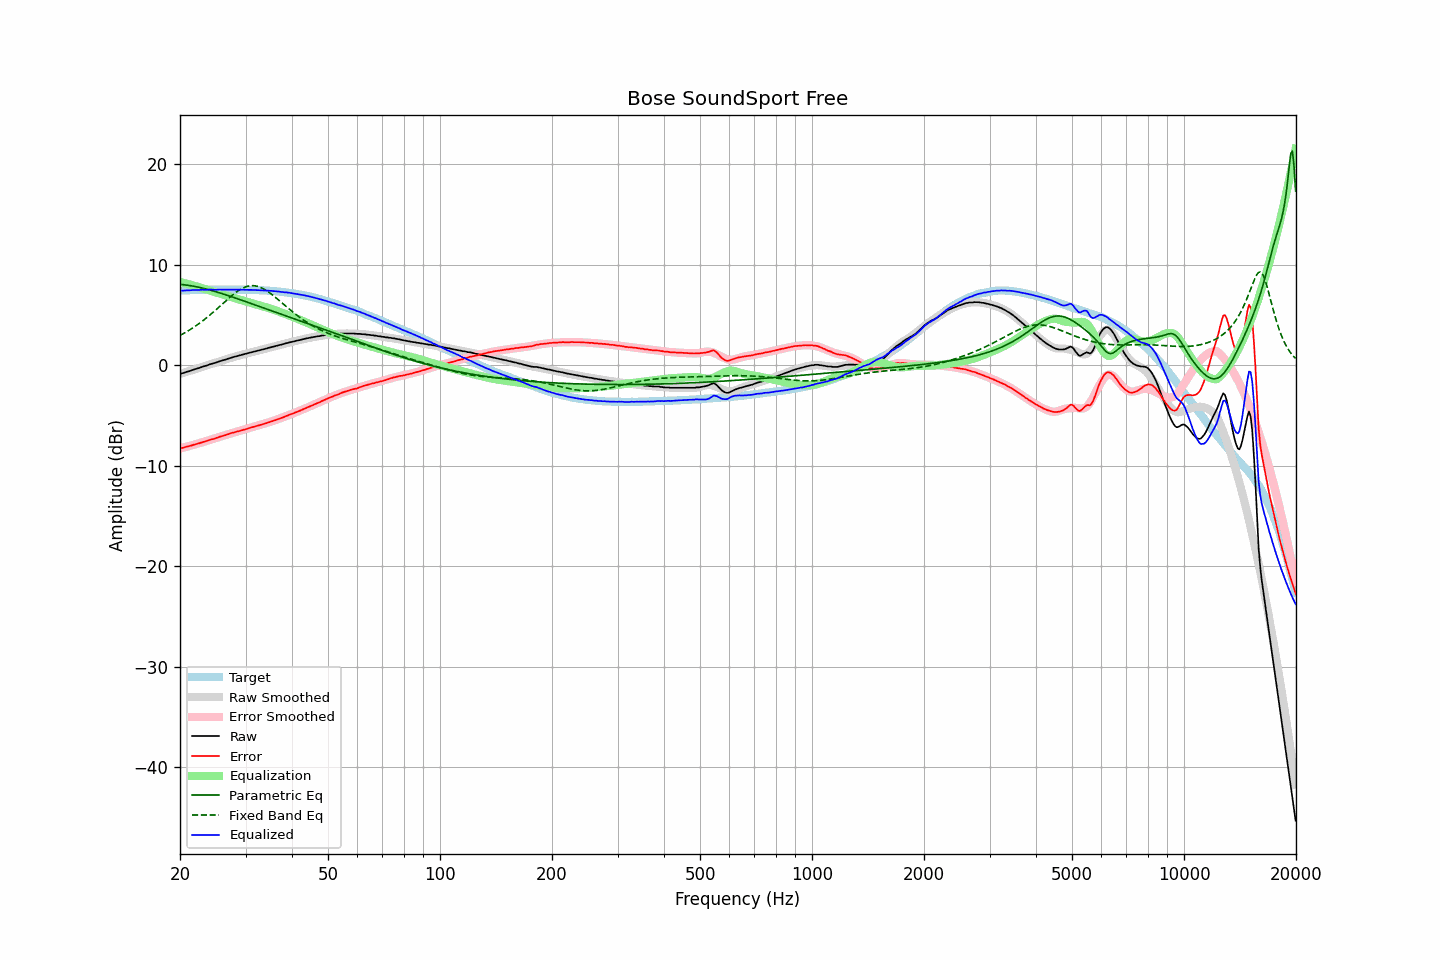 Bose SoundSport Free
Amplitude (dBr)
20
10
0
−10
−20
−30
−40
Target
Raw Smoothed
Error Smoothed
Raw
Error
Equalization
Parametric Eq
Fixed Band Eq
Equalized
20 50 100 200 500 1000 2000 5000 10000 20000
Frequency (Hz)